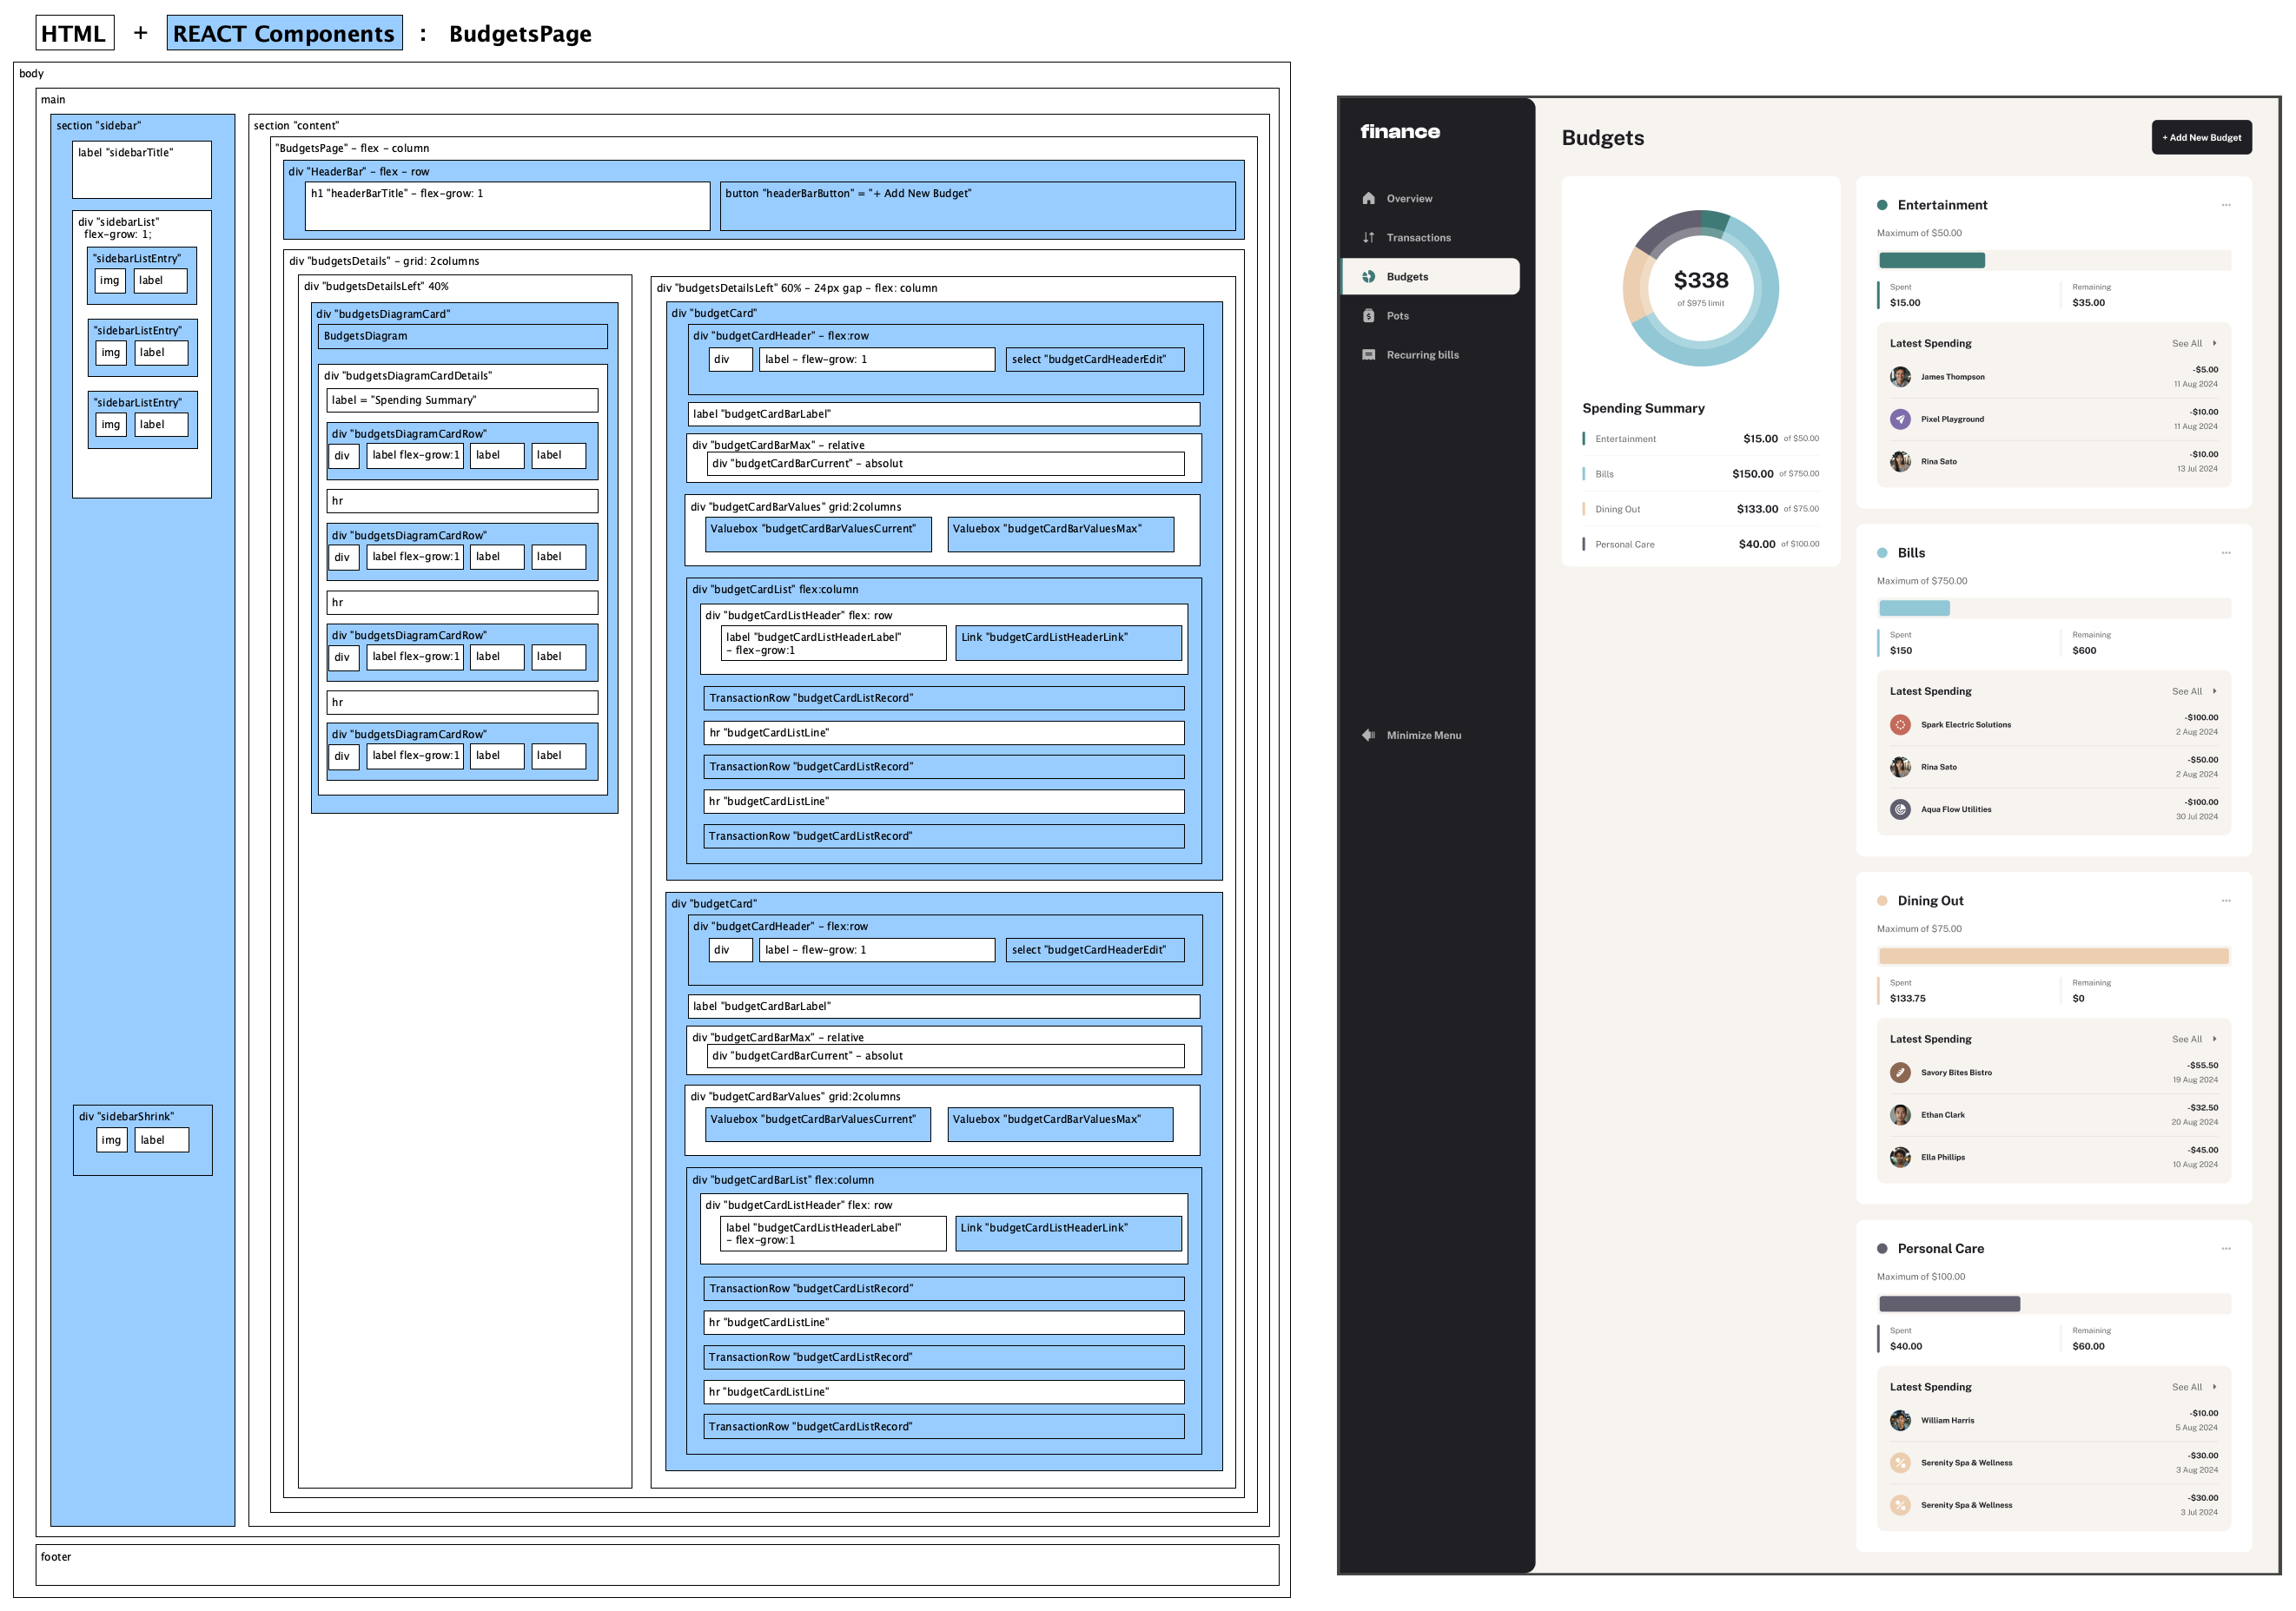 HTML + REACT Components : BudgetsPage
body
main
section "sidebar"
label "sidebarTitle"
div "sidebarList"
flex-grow: 1;
"sidebarListEntry"
img label
"sidebarListEntry"
img label
"sidebarListEntry"
img label
div "sidebarShrink"
img label
section "content"
"BudgetsPage" - flex - column
div "HeaderBar" - flex - row
h1 "headerBarTitle" - flex-grow: 1
button "headerBarButton" = "+ Add New Budget"
div "budgetsDetails" - grid: 2columns
div "budgetsDetailsLeft" 40%
div "budgetsDiagramCard"
BudgetsDiagram
div "budgetsDiagramCardDetails"
label = "Spending Summary"
div "budgetsDiagramCardRow"
div label flex-grow:1 label label
hr
div "budgetsDiagramCardRow"
div label flex-grow:1 label label
hr
div "budgetsDiagramCardRow"
div label flex-grow:1 label label
hr
div "budgetsDiagramCardRow"
div label flex-grow:1 label label
div "budgetsDetailsLeft" 60% - 24px gap - flex: column
div "budgetCard"
div "budgetCardHeader" - flex:row
div label - flew-grow: 1 select "budgetCardHeaderEdit"
label "budgetCardBarLabel"
div "budgetCardBarMax" - relative
div "budgetCardBarCurrent" - absolut
div "budgetCardBarValues" grid:2columns
Valuebox "budgetCardBarValuesCurrent" Valuebox "budgetCardBarValuesMax"
div "budgetCardList" flex:column
div "budgetCardListHeader" flex: row
label "budgetCardListHeaderLabel"
- flex-grow:1
Link "budgetCardListHeaderLink"
TransactionRow "budgetCardListRecord"
hr "budgetCardListLine"
TransactionRow "budgetCardListRecord"
hr "budgetCardListLine"
TransactionRow "budgetCardListRecord"
div "budgetCard"
div "budgetCardHeader" - flex:row
div label - flew-grow: 1 select "budgetCardHeaderEdit"
label "budgetCardBarLabel"
div "budgetCardBarMax" - relative
div "budgetCardBarCurrent" - absolut
div "budgetCardBarValues" grid:2columns
Valuebox "budgetCardBarValuesCurrent" Valuebox "budgetCardBarValuesMax"
div "budgetCardBarList" flex:column
div "budgetCardListHeader" flex: row
label "budgetCardListHeaderLabel"
- flex-grow:1
Link "budgetCardListHeaderLink"
TransactionRow "budgetCardListRecord"
hr "budgetCardListLine"
TransactionRow "budgetCardListRecord"
hr "budgetCardListLine"
TransactionRow "budgetCardListRecord"
footer
finance
Overview
Transactions
Budgets
Pots
Recurring bills
Minimize Menu
Budgets
+ Add New Budget
$338
of $975 limit
Spending Summary
Entertainment $15.00 of $50.00
Bills $150.00 of $750.00
Dining Out $133.00 of $75.00
Personal Care $40.00 of $100.00
Entertainment ...
Maximum of $50.00
Spent Remaining
$15.00 $35.00
Latest Spending See All
James Thompson -$5.00
11 Aug 2024
Pixel Playground -$10.00
11 Aug 2024
Rina Sato -$10.00
13 Jul 2024
Bills ...
Maximum of $750.00
Spent Remaining
$150 $600
Latest Spending See All
Spark Electric Solutions -$100.00
2 Aug 2024
Rina Sato -$50.00
2 Aug 2024
Aqua Flow Utilities -$100.00
30 Jul 2024
Dining Out ...
Maximum of $75.00
Spent Remaining
$133.75 $0
Latest Spending See All
Savory Bites Bistro -$55.50
19 Aug 2024
Ethan Clark -$32.50
20 Aug 2024
Ella Phillips -$45.00
10 Aug 2024
Personal Care ...
Maximum of $100.00
Spent Remaining
$40.00 $60.00
Latest Spending See All
William Harris -$10.00
5 Aug 2024
Serenity Spa & Wellness -$30.00
3 Aug 2024
Serenity Spa & Wellness -$30.00
3 Jul 2024